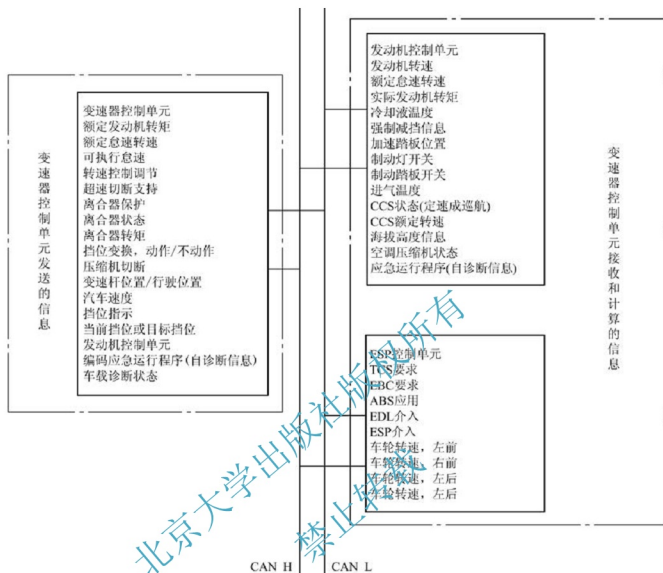 变速器控制单元发送的信息
变速器控制单元
额定发动机转矩
额定怠速转速
可执行怠速
转速控制调节
超速切断支持
离合器保护
离合器状态
离合器转矩
挡位变换，动作/不动作
压缩机切断
变速杆位置/行驶位置
汽车速度
挡位指示
当前挡位或目标挡位
发动机控制单元
编码应急运行程序(自诊断信息)
车载诊断状态
发动机控制单元
发动机转速
额定怠速转速
实际发动机转矩
冷却液温度
强制减挡信息
加速踏板位置
制动灯开关
制动踏板开关
进气温度
CCS状态(定速成巡航)
CCS额定转速
海拔高度信息
空调压缩机状态
应急运行程序(自诊断信息)
ESP控制单元
TCS要求
EBC要求
ABS应用
EDL介入
ESP介入
车轮转速，左前
车轮转速，右前
车轮转速，左后
车轮转速，左后
变速器控制单元接收和计算的信息
CAN H
CAN L
北京大学出版社版权所有
禁止转载